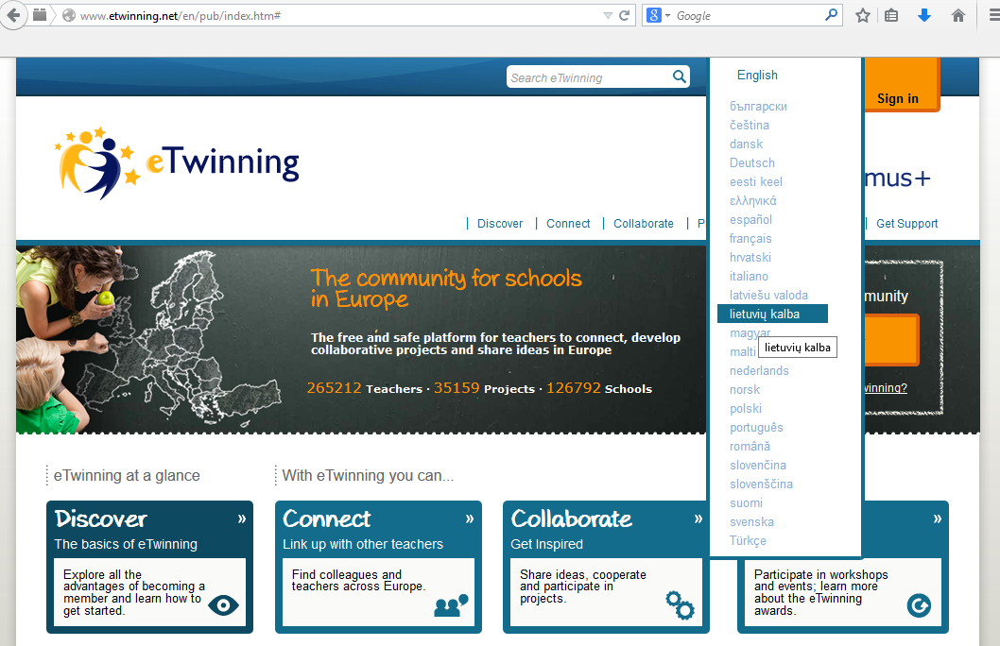 www.etwinning.net/en/pub/index.htm#
Google
Search eTwinning
English
Sign in
български
čeština
dansk
Deutsch
eesti keel
ελληνικά
español
français
hrvatski
italiano
latviešu valoda
lietuvių kalba
magyar
lietuvių kalba
malti
nederlands
norsk
polski
português
română
slovenčina
slovenščina
suomi
svenska
Türkçe
eTwinning
mus+
Discover
Connect
Collaborate
P
Get Support
The community for schools
in Europe
The free and safe platform for teachers to connect, develop
collaborative projects and share ideas in Europe
265212 Teachers · 35159 Projects · 126792 Schools
munity
winning?
eTwinning at a glance
With eTwinning you can...
Discover »
The basics of eTwinning
Explore all the
advantages of becoming a
member and learn how to
get started.
Connect »
Link up with other teachers
Find colleagues and
teachers across Europe.
Collaborate »
Get Inspired
Share ideas, cooperate
and participate in
projects.
»
Participate in workshops
and events; learn more
about the eTwinning
awards.